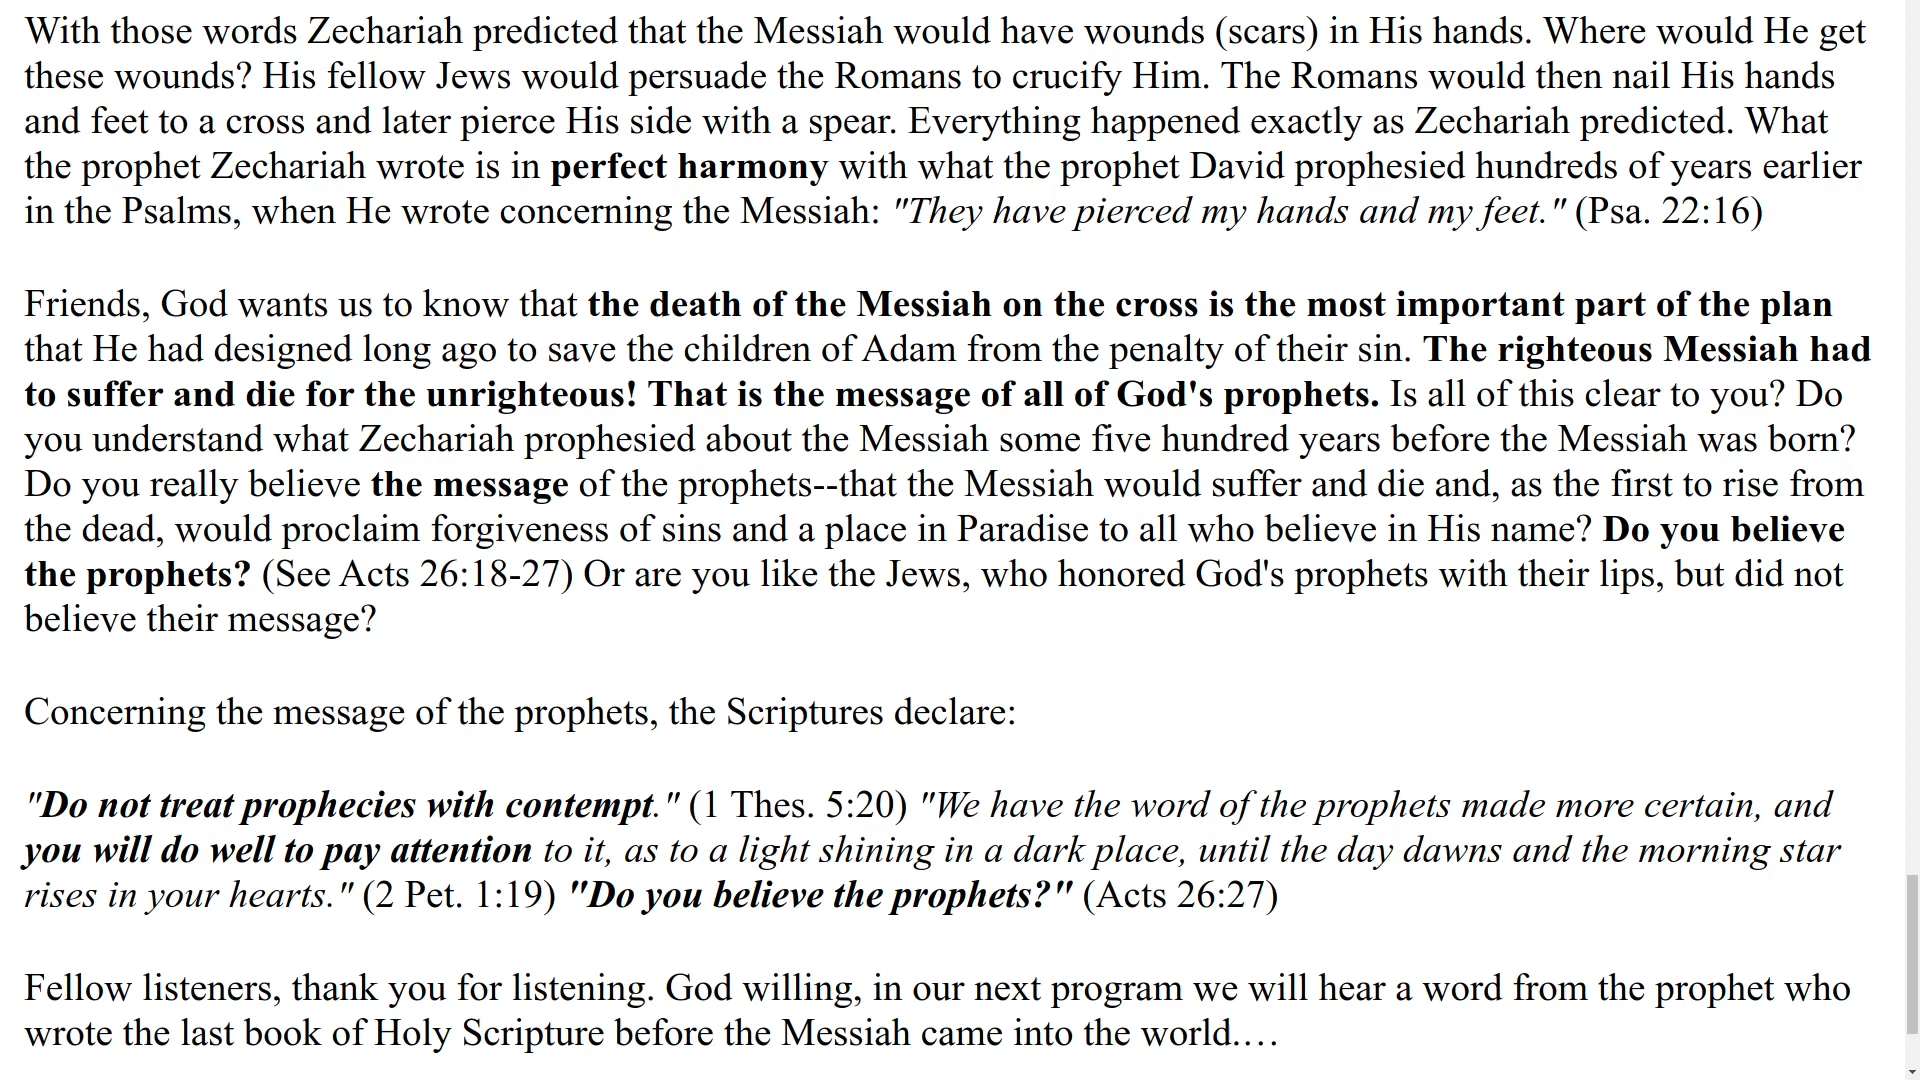 With those words Zechariah predicted that the Messiah would have wounds (scars) in His hands. Where would He get
these wounds? His fellow Jews would persuade the Romans to crucify Him. The Romans would then nail His hands
and feet to a cross and later pierce His side with a spear. Everything happened exactly as Zechariah predicted. What
the prophet Zechariah wrote is in perfect harmony with what the prophet David prophesied hundreds of years earlier
in the Psalms, when He wrote concerning the Messiah: "They have pierced my hands and my feet." (Psa. 22:16)
Friends, God wants us to know that the death of the Messiah on the cross is the most important part of the plan
that He had designed long ago to save the children of Adam from the penalty of their sin. The righteous Messiah had
to suffer and die for the unrighteous! That is the message of all of God's prophets. Is all of this clear to you? Do
you understand what Zechariah prophesied about the Messiah some five hundred years before the Messiah was born?
Do you really believe the message of the prophets--that the Messiah would suffer and die and, as the first to rise from
the dead, would proclaim forgiveness of sins and a place in Paradise to all who believe in His name? Do you believe
the prophets? (See Acts 26:18-27) Or are you like the Jews, who honored God's prophets with their lips, but did not
believe their message?
Concerning the message of the prophets, the Scriptures declare:
"Do not treat prophecies with contempt." (1 Thes. 5:20) "We have the word of the prophets made more certain, and
you will do well to pay attention to it, as to a light shining in a dark place, until the day dawns and the morning star
rises in your hearts." (2 Pet. 1:19) "Do you believe the prophets?" (Acts 26:27)
Fellow listeners, thank you for listening. God willing, in our next program we will hear a word from the prophet who
wrote the last book of Holy Scripture before the Messiah came into the world.…